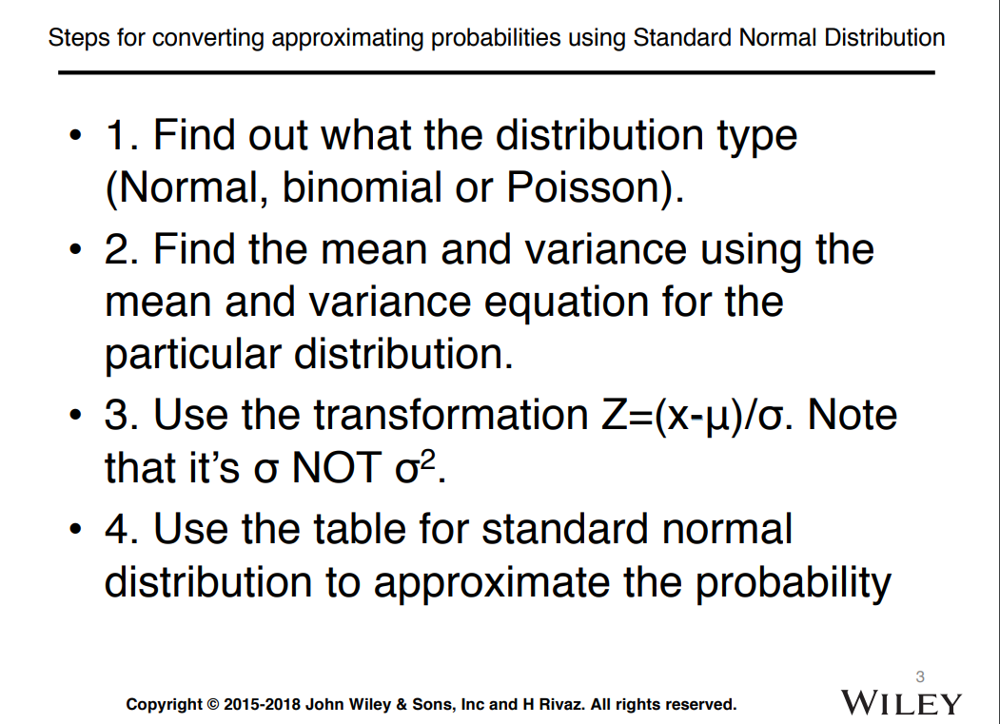 Steps for converting approximating probabilities using Standard Normal Distribution
• 1. Find out what the distribution type
(Normal, binomial or Poisson).
• 2. Find the mean and variance using the
mean and variance equation for the
particular distribution.
• 3. Use the transformation Z=(x-μ)/σ. Note
that it’s σ NOT σ².
• 4. Use the table for standard normal
distribution to approximate the probability
3
Copyright © 2015-2018 John Wiley & Sons, Inc and H Rivaz. All rights reserved.
WILEY